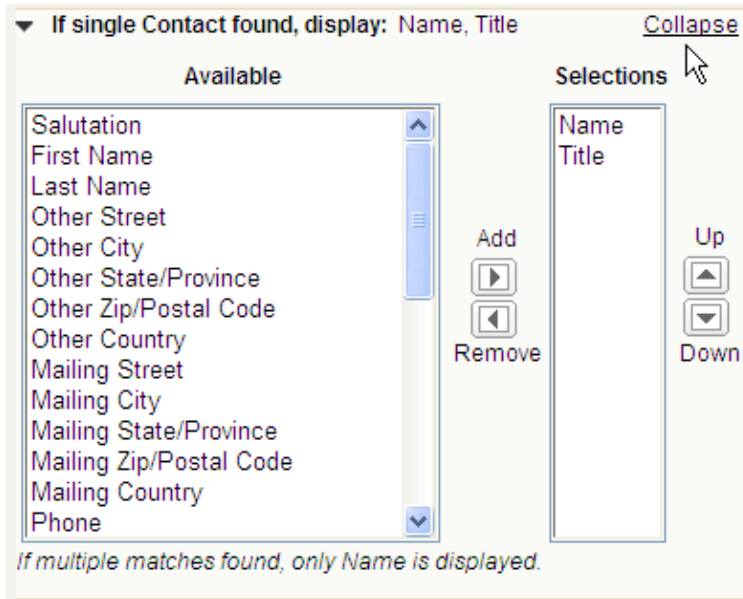 If single Contact found, display: Name, Title Collapse
Available Selections
Salutation
First Name
Last Name
Other Street
Other City
Other State/Province
Other Zip/Postal Code
Other Country
Mailing Street
Mailing City
Mailing State/Province
Mailing Zip/Postal Code
Mailing Country
Phone
Add
Remove
Name
Title
Up
Down
If multiple matches found, only Name is displayed.